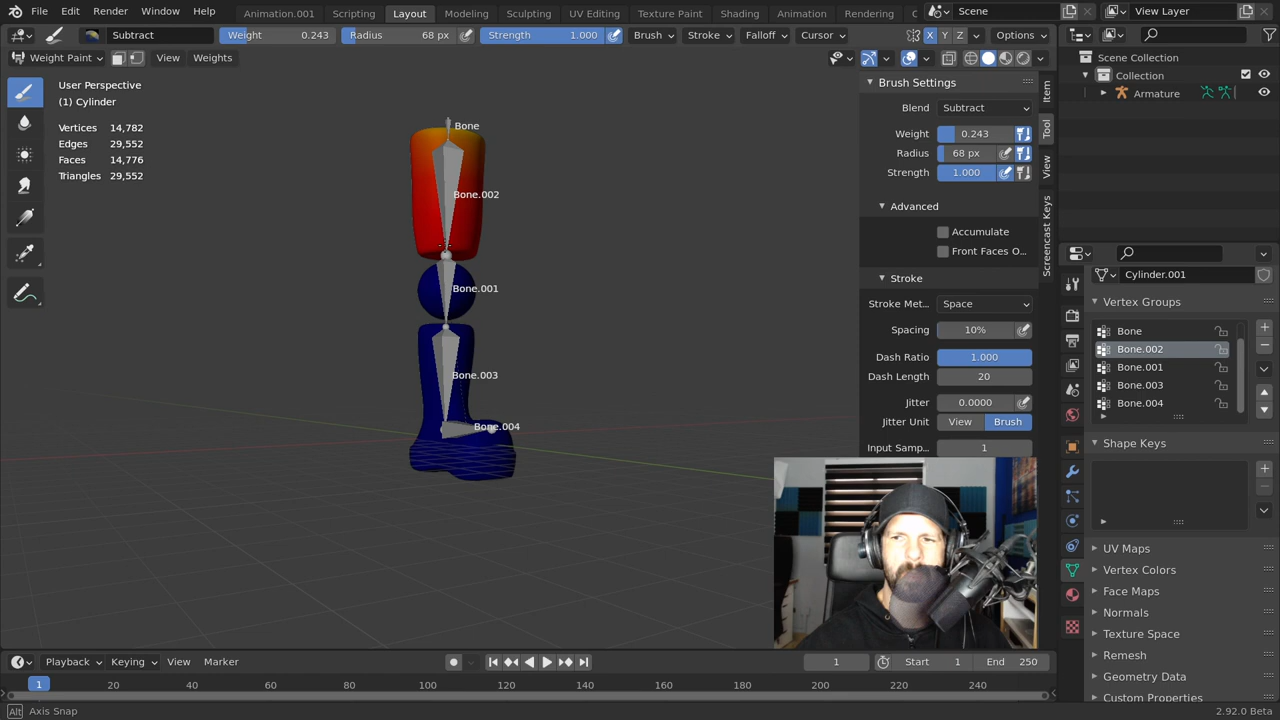 File Edit Render Window Help Animation.001 Scripting Layout Modeling Sculpting UV Editing Texture Paint Shading Animation Rendering Scene View Layer
Subtract Weight 0.243 Radius 68 px Strength 1.000 Brush Stroke Falloff Cursor X Y Z Options
Weight Paint View Weights
User Perspective
(1) Cylinder
Vertices 14,782
Edges 29,552
Faces 14,776
Triangles 29,552
Bone
Bone.002
Bone.001
Bone.003
Bone.004
Brush Settings
Blend Subtract
Weight 0.243
Radius 68 px
Strength 1.000
Advanced
Accumulate
Front Faces O...
Stroke
Stroke Met... Space
Spacing 10%
Dash Ratio 1.000
Dash Length 20
Jitter 0.0000
Jitter Unit View Brush
Input Samp... 1
Item
Tool
View
Screencast Keys
Scene Collection
Collection
Armature
Cylinder.001
Vertex Groups
Bone
Bone.002
Bone.001
Bone.003
Bone.004
Shape Keys
UV Maps
Vertex Colors
Face Maps
Normals
Texture Space
Remesh
Geometry Data
Custom Properties
Playback Keying View Marker 1 Start 1 End 250
1 20 40 60 80 100 120 140 160 180 200 220 240
Alt Axis Snap 2.92.0 Beta